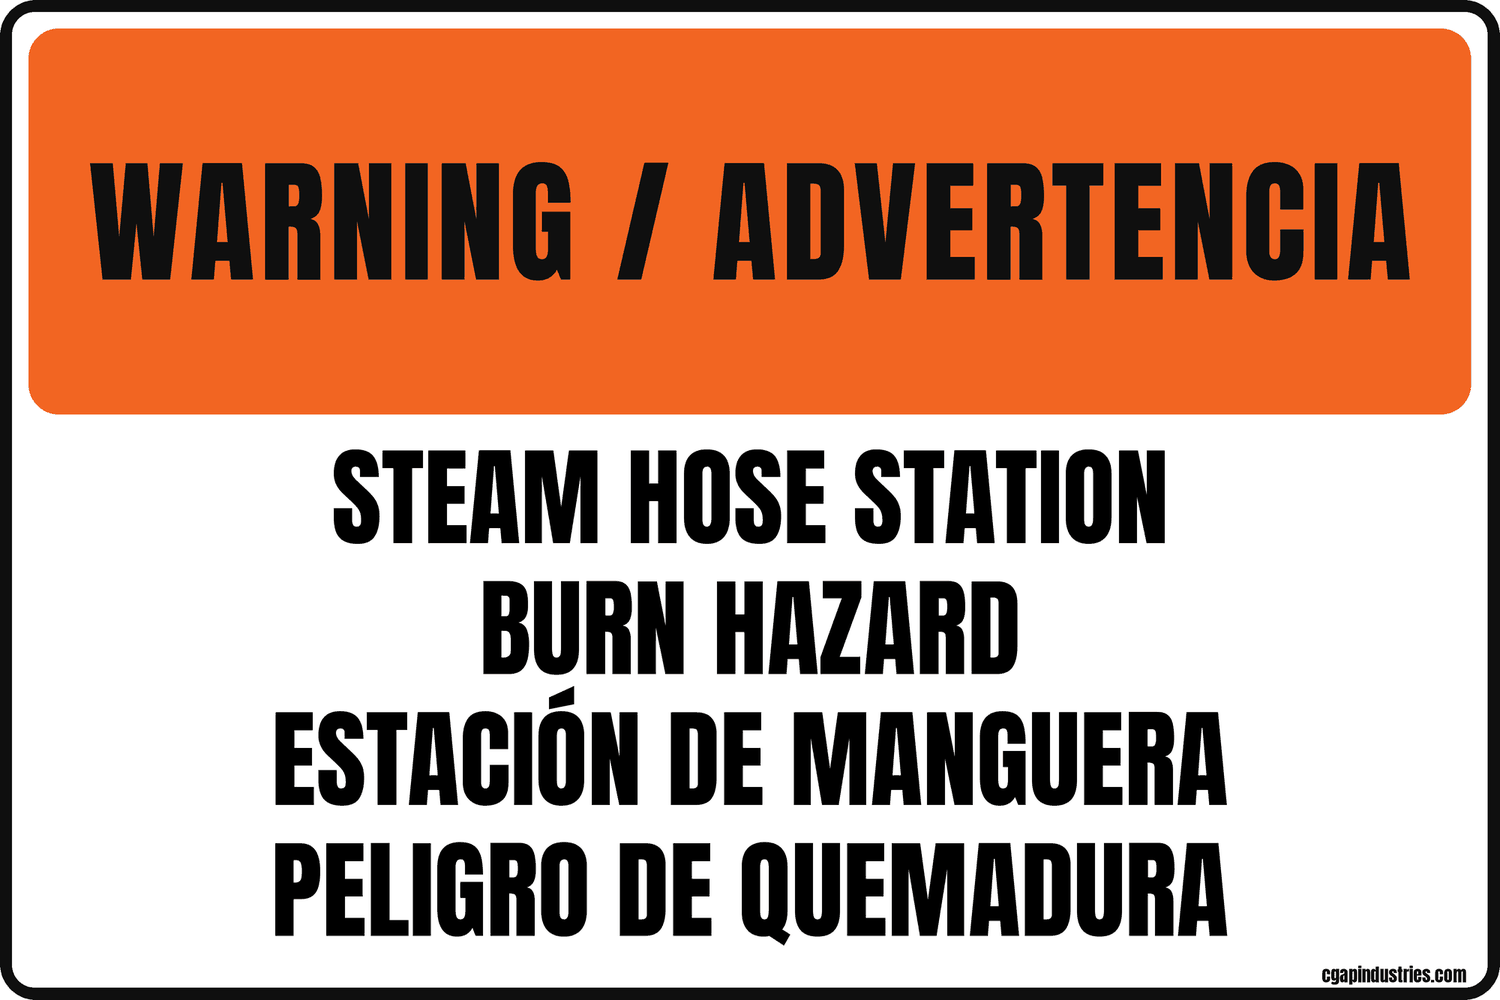 WARNING / ADVERTENCIA
STEAM HOSE STATION
BURN HAZARD
ESTACIÓN DE MANGUERA
PELIGRO DE QUEMADURA
cgapindustries.com